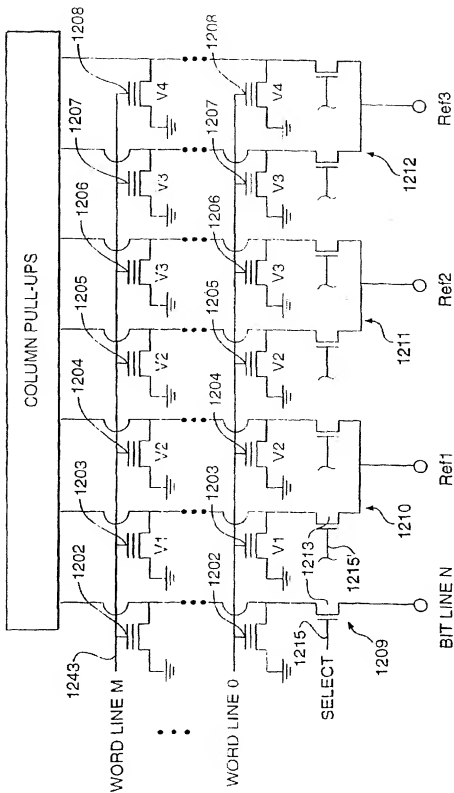 COLUMN PULL-UPS
1243
1202
1203
1204
1205
1206
1207
1208
WORD LINE M
V1
V2
V2
V3
V3
V4
1202
1203
1204
1205
1206
1207
1208
WORD LINE 0
V1
V2
V2
V3
V3
V4
SELECT
1215
1213
1215'
1209
1210
1211
1212
BIT LINE N
Ref1
Ref2
Ref3